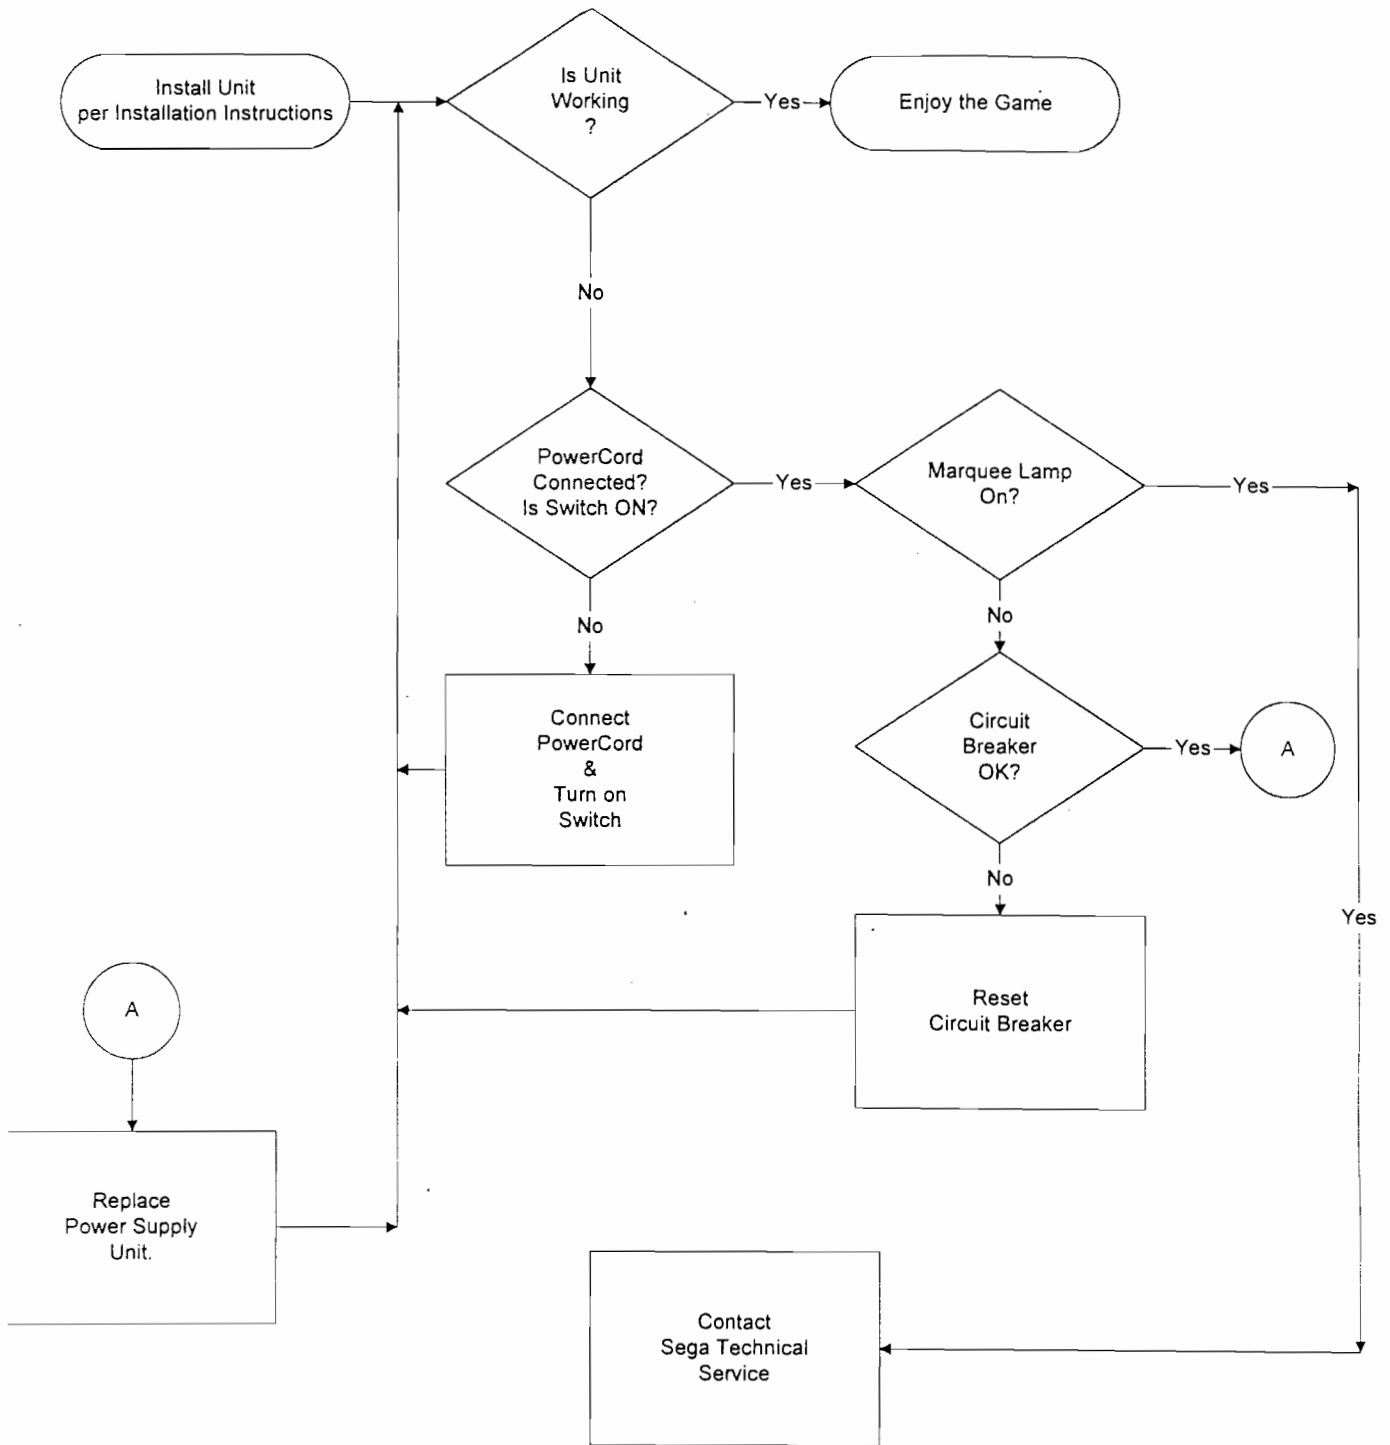 Install Unit
per Installation Instructions
Is Unit
Working
?
Yes
Enjoy the Game
No
PowerCord
Connected?
Is Switch ON?
Yes
Marquee Lamp
On?
Yes
No
No
Connect
PowerCord
&
Turn on
Switch
Circuit
Breaker
OK?
Yes
A
No
Yes
A
Reset
Circuit Breaker
Replace
Power Supply
Unit.
Contact
Sega Technical
Service